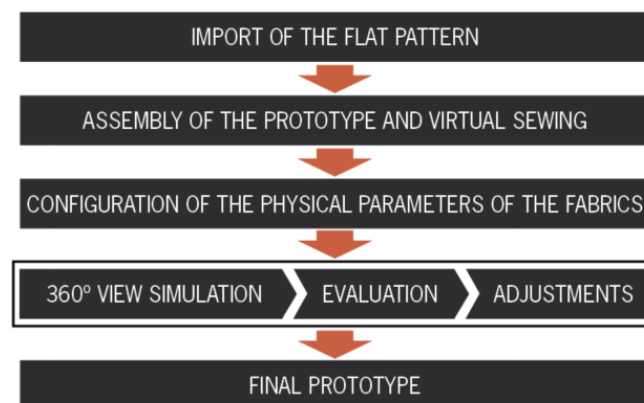 IMPORT OF THE FLAT PATTERN
ASSEMBLY OF THE PROTOTYPE AND VIRTUAL SEWING
CONFIGURATION OF THE PHYSICAL PARAMETERS OF THE FABRICS
360º VIEW SIMULATION
EVALUATION
ADJUSTMENTS
FINAL PROTOTYPE